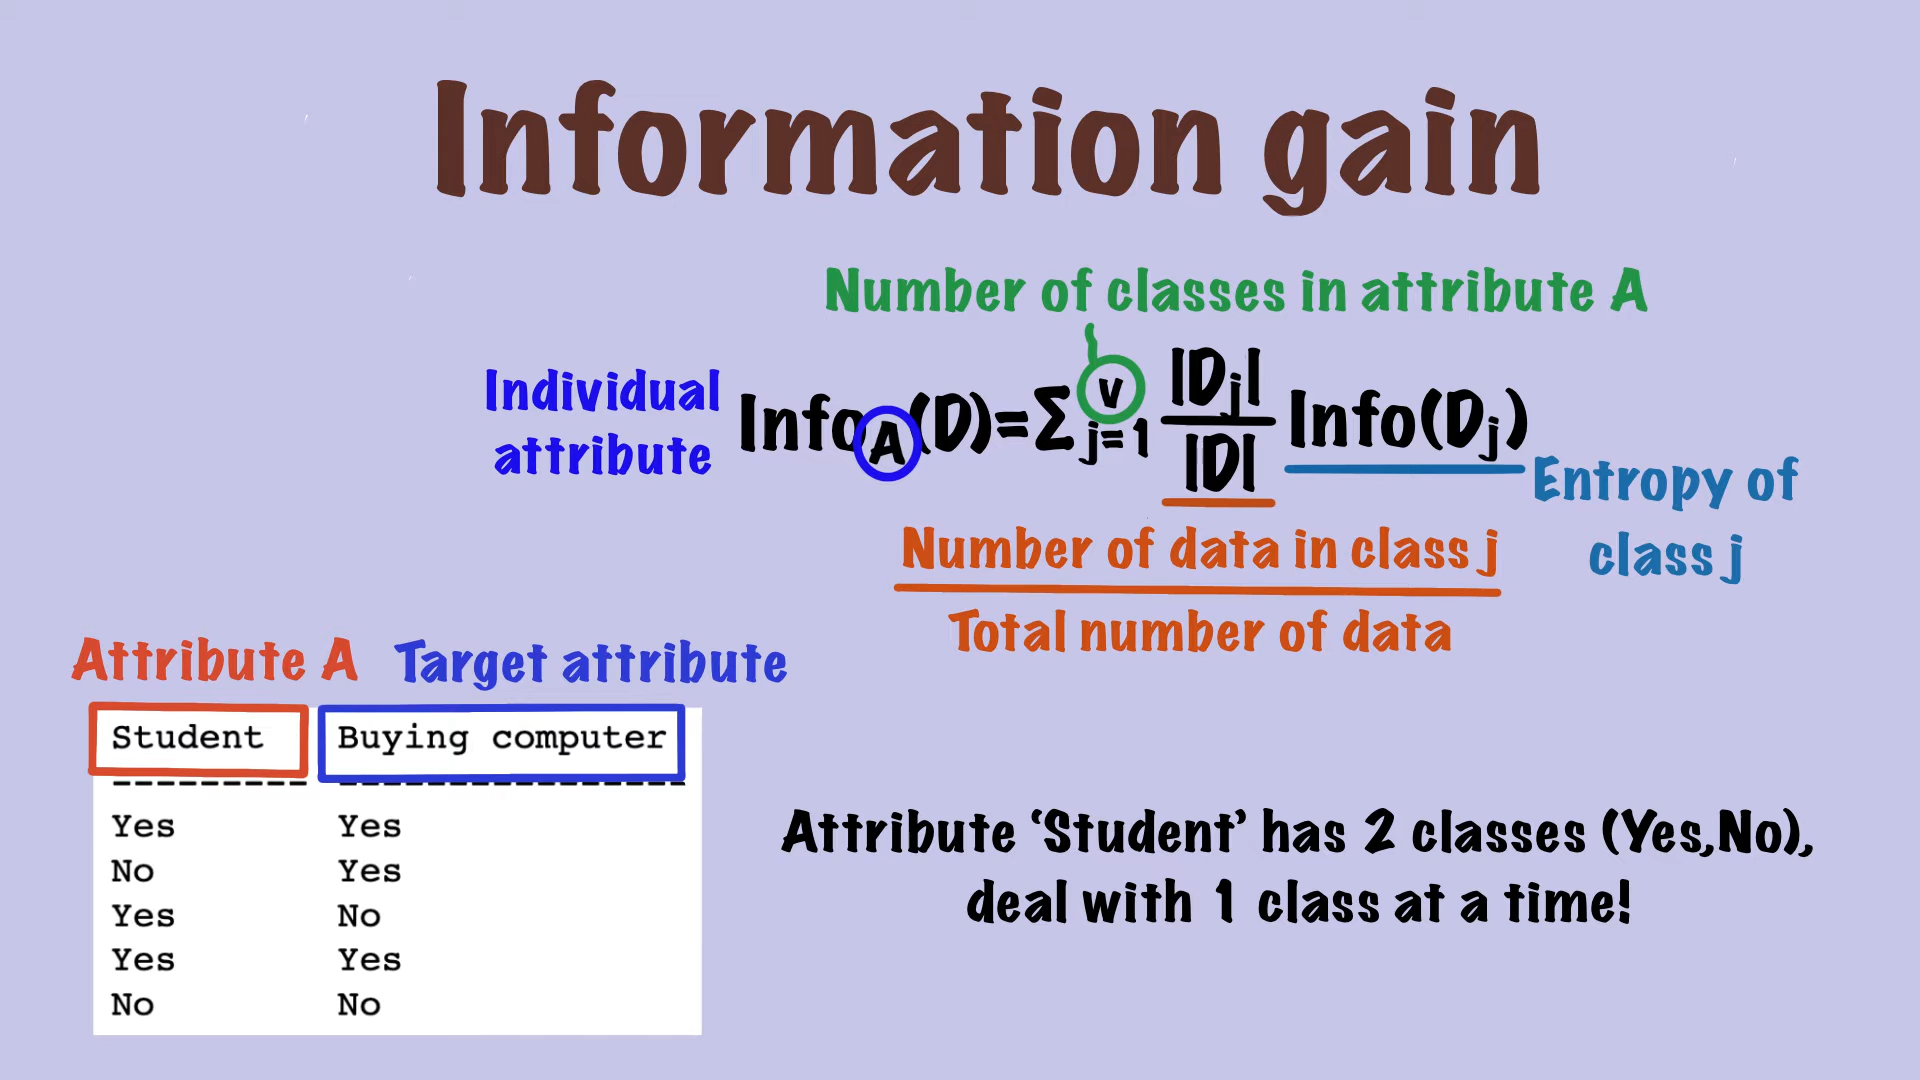 Information gain
Number of classes in attribute A
Individual
attribute
Info_A(D)=Σ_{j=1}^{v} |D_j| / |D| Info(D_j)
Entropy of
class j
Number of data in class j
Total number of data
Attribute A Target attribute
Student Buying computer
--------- ----------------
Yes Yes
No Yes
Yes No
Yes Yes
No No
Attribute ‘Student’ has 2 classes (Yes,No),
deal with 1 class at a time!